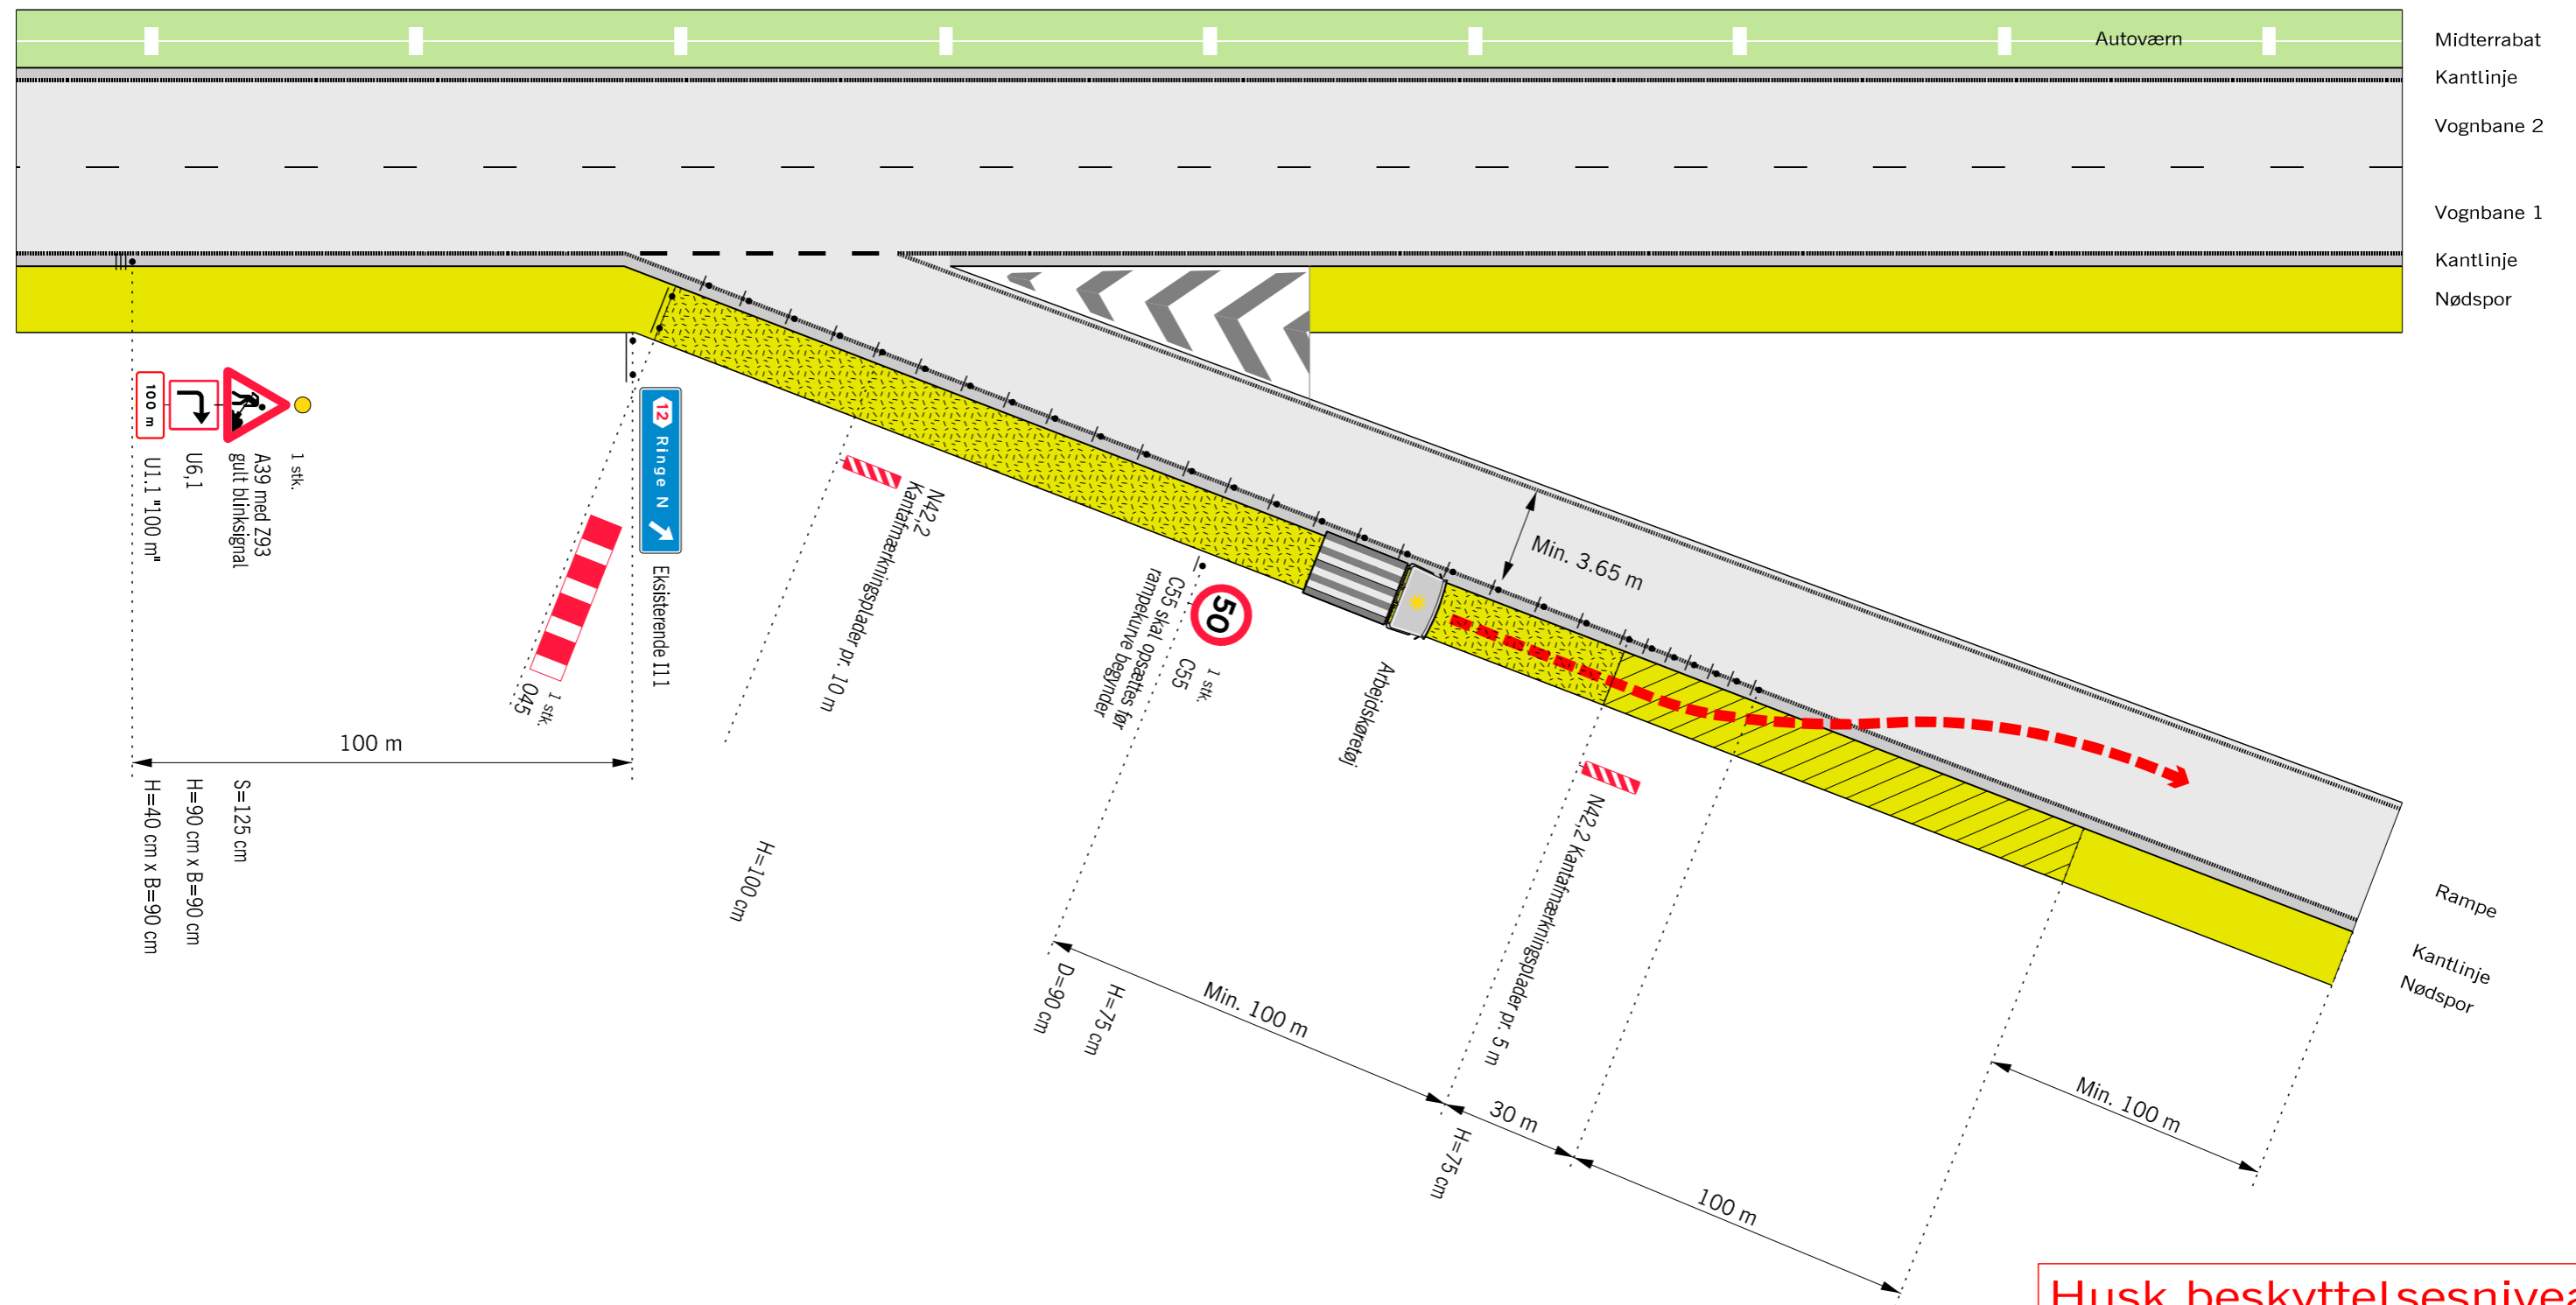 Autoværn
Midterrabat
Kantlinje
Vognbane 2
Vognbane 1
Kantlinje
Nødspor
100 m
1 stk.
A39 med Z93
gult blinksignal
U6,1
U1.1 "100 m"
12 Ringe N
Eksisterende I11
1 stk.
O45
N42,2
Kantafmærkningsplader pr. 10 m
50
1 stk.
C55
C55 skal opsættes før
rampekurve begynder
Min. 3.65 m
Arbejdskøretøj
N42,2 Kantafmærkningsplader pr. 5 m
100 m
S=125 cm
H=90 cm x B=90 cm
H=40 cm x B=90 cm
H=100 cm
H=75 cm
D=90 cm
Min. 100 m
30 m
H=75 cm
100 m
Min. 100 m
Rampe
Kantlinje
Nødspor
Husk beskyttelsesnivea